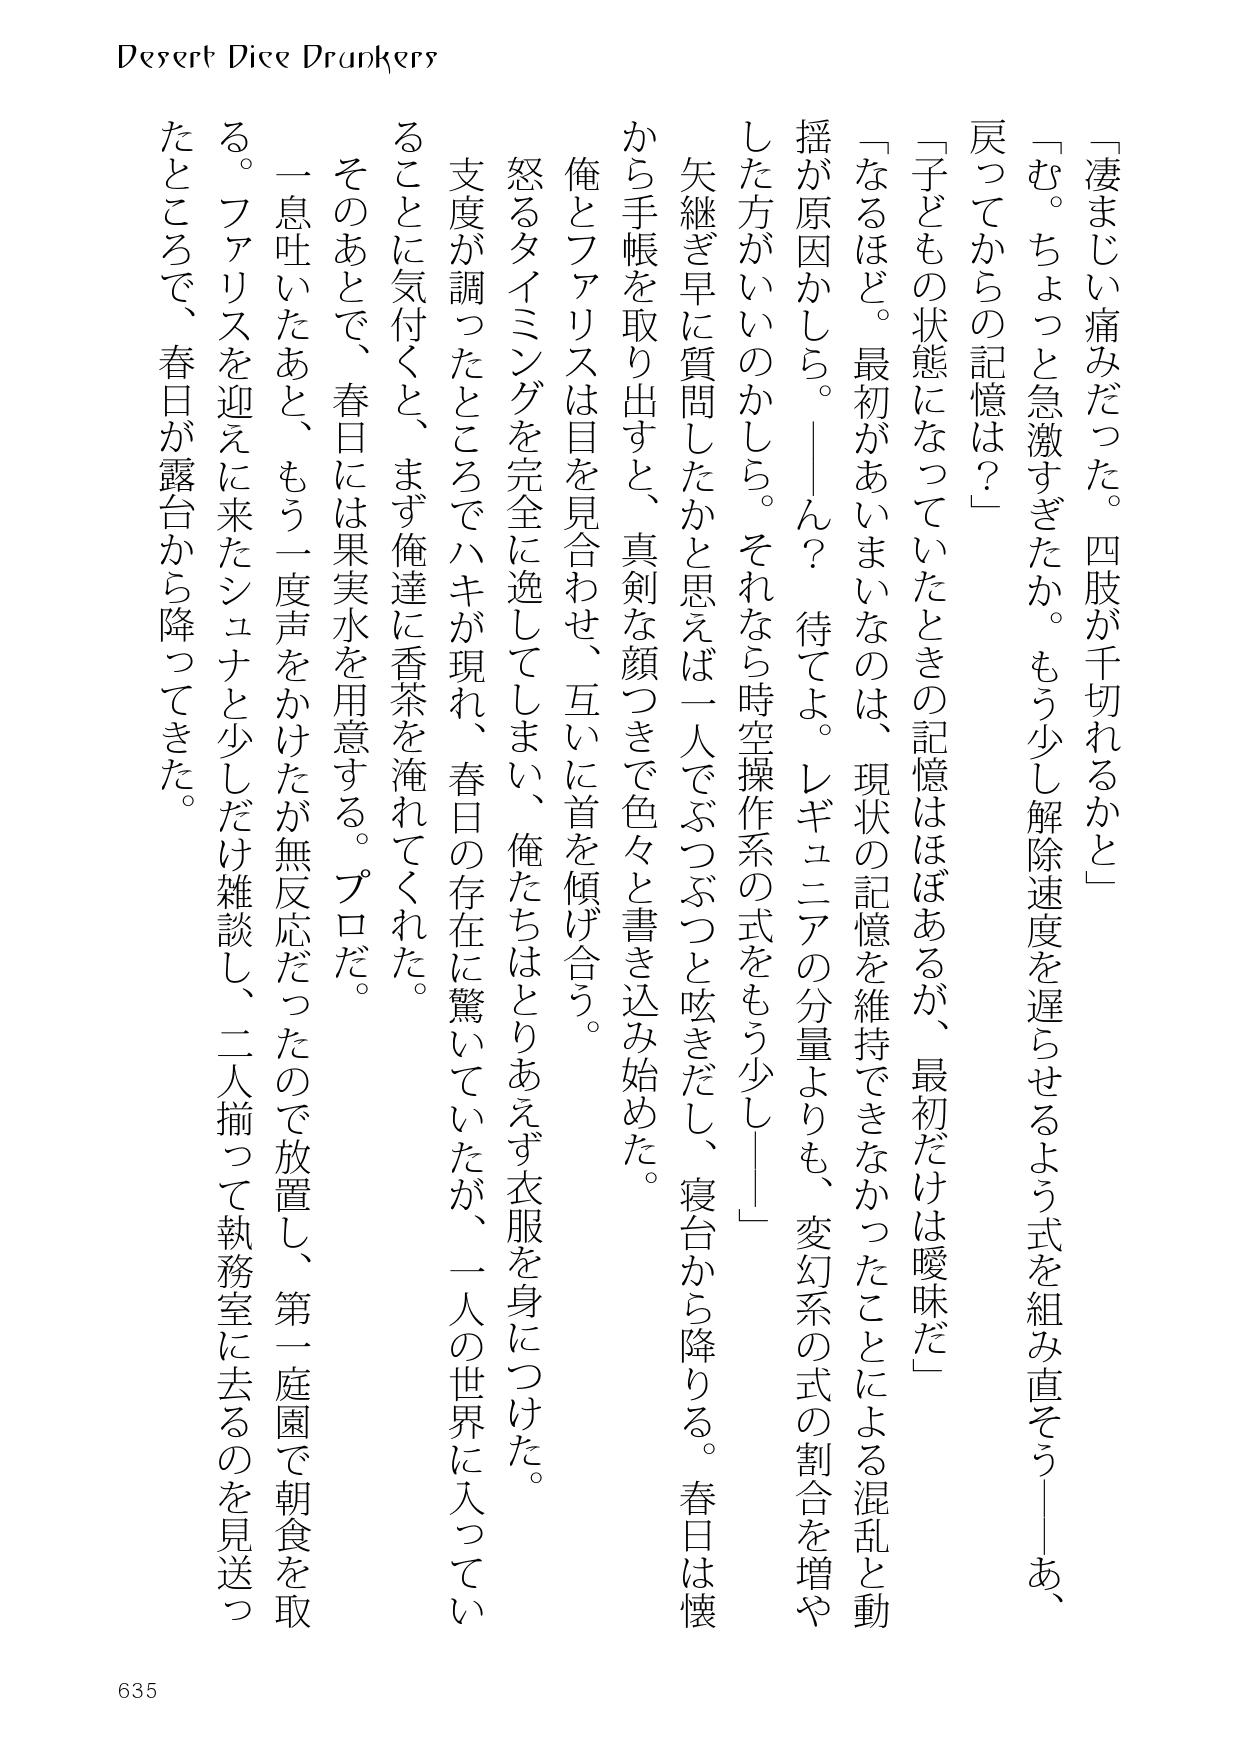 Desert Dice Drunkers
「凄まじい痛みだった。四肢が千切れるかと」
「む。ちょっと急激すぎたか。もう少し解除速度を遅らせるよう式を組み直そう――あ、
戻ってからの記憶は？」
「子どもの状態になっていたときの記憶はほぼあるが、最初だけは曖昧だ」
「なるほど。最初があいまいなのは、現状の記憶を維持できなかったことによる混乱と動
揺が原因かしら。――ん？　待てよ。レギュニアの分量よりも、変幻系の式の割合を増や
した方がいいのかしら。それなら時空操作系の式をもう少し――」
　矢継ぎ早に質問したかと思えば一人でぶつぶつと呟きだし、寝台から降りる。春日は懐
から手帳を取り出すと、真剣な顔つきで色々と書き込み始めた。
　俺とファリスは目を見合わせ、互いに首を傾げ合う。
　怒るタイミングを完全に逸してしまい、俺たちはとりあえず衣服を身につけた。
　支度が調ったところでハキが現れ、春日の存在に驚いていたが、一人の世界に入ってい
ることに気付くと、まず俺達に香茶を淹れてくれた。
　そのあとで、春日には果実水を用意する。プロだ。
　一息吐いたあと、もう一度声をかけたが無反応だったので放置し、第一庭園で朝食を取
る。ファリスを迎えに来たシュナと少しだけ雑談し、二人揃って執務室に去るのを見送っ
たところで、春日が露台から降ってきた。
635